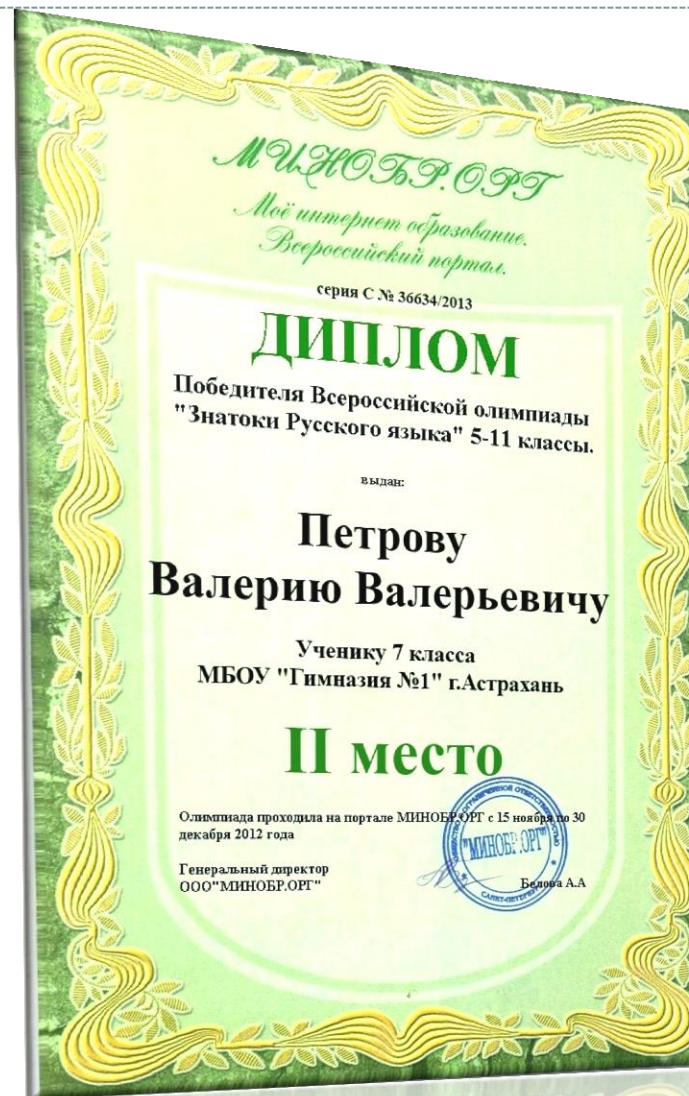 МИНОБР.ОРГ
Моё интернет образование.
Всероссийский портал.
серия С № 36634/2013
ДИПЛОМ
Победителя Всероссийской олимпиады
"Знатоки Русского языка" 5-11 классы.
выдан:
Петрову
Валерию Валерьевичу
Ученику 7 класса
МБОУ "Гимназия №1" г.Астрахань
II место
Олимпиада проходила на портале МИНОБР.ОРГ с 15 ноября по 30
декабря 2012 года
Генеральный директор
ООО"МИНОБР.ОРГ"
Белова А.А
"МИНОБР.ОРГ"
САНКТ-ПЕТЕРБУРГ